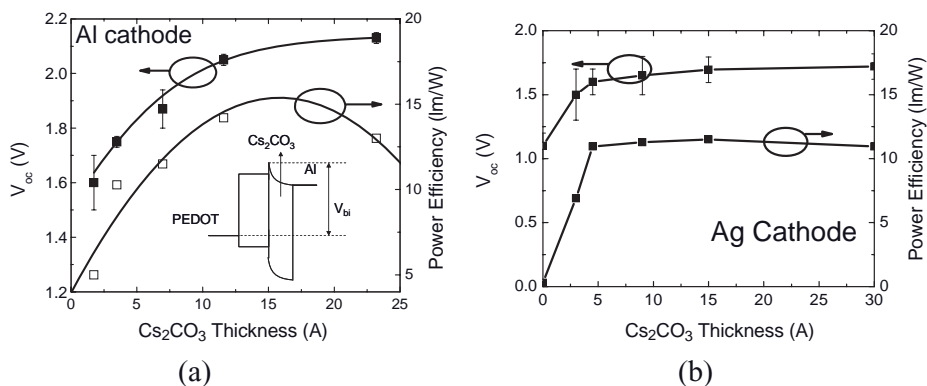 Al cathode
2.2
2.0
1.8
1.6
1.4
1.2
V_oc (V)
20
15
10
5
Power Efficiency (lm/W)
Cs₂CO₃
Al
PEDOT
V_bi
0
5
10
15
20
25
Cs₂CO₃ Thickness (A)
(a)
2.0
1.5
1.0
0.5
0.0
V_oc (V)
20
15
10
5
0
Power Efficiency (lm/W)
Ag Cathode
0
5
10
15
20
25
30
Cs₂CO₃ Thickness (A)
(b)